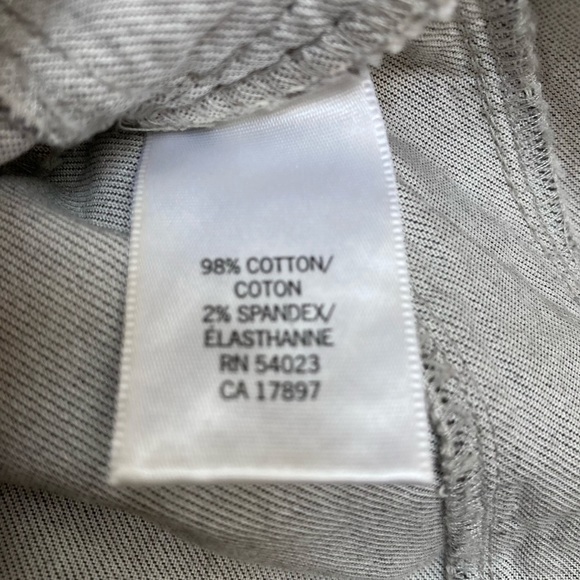 98% COTTON/
COTON
2% SPANDEX/
ÉLASTHANNE
RN 54023
CA 17897